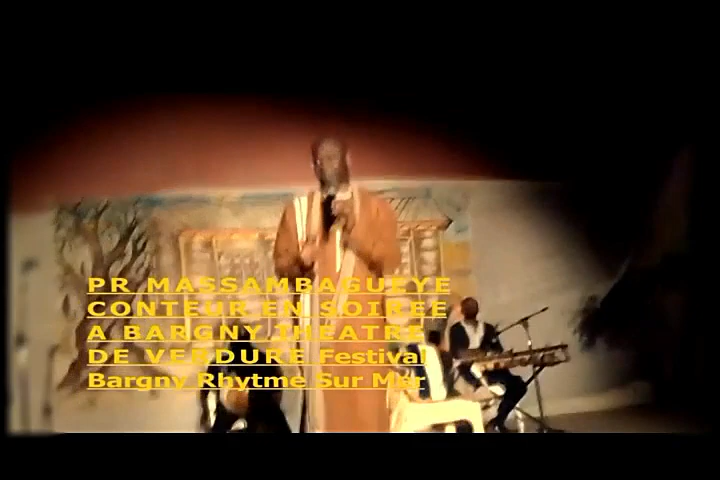 PR MASSAMBAGUEYE
CONTEUR EN SOIREE
A BARGNY THEATRE
DE VERDURE Festival
Bargny Rhytme Sur Mer